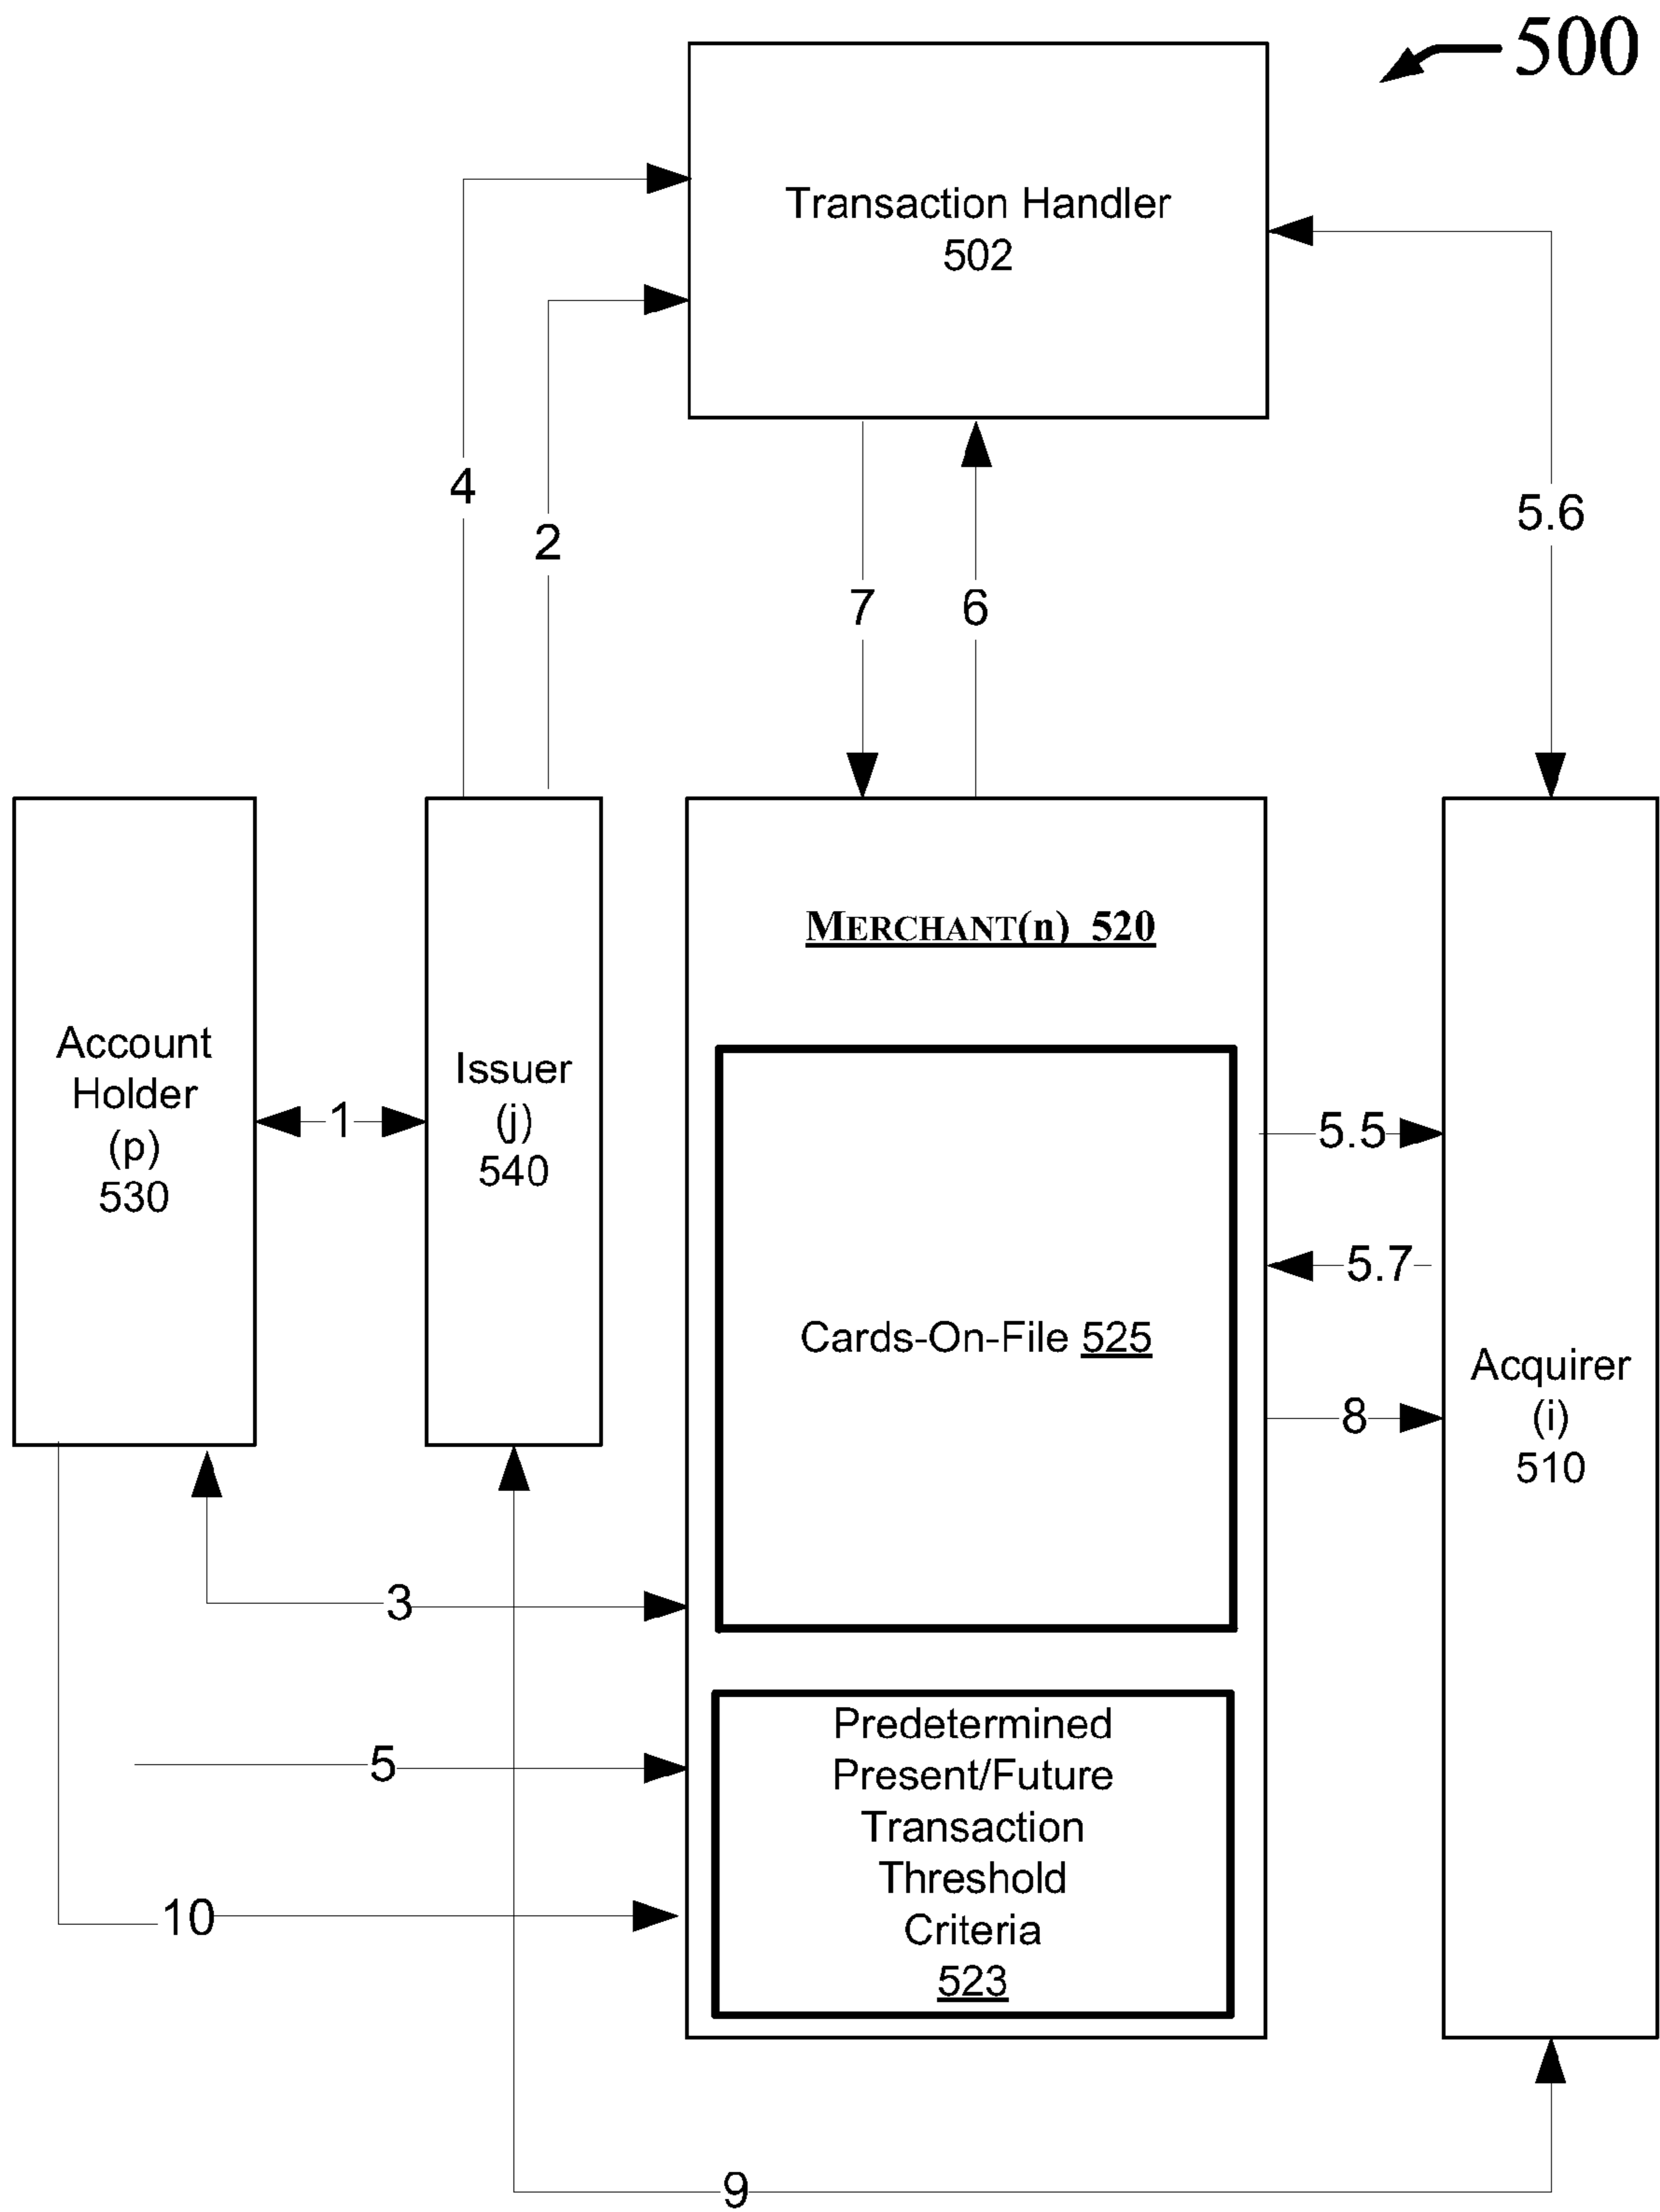 500
Transaction Handler
502
4
2
5.6
7
6
MERCHANT(n) 520
Account
Holder
(p)
530
Issuer
(j)
540
1
5.5
5.7
Cards-On-File 525
8
Acquirer
(i)
510
3
5
10
Predetermined
Present/Future
Transaction
Threshold
Criteria
523
9